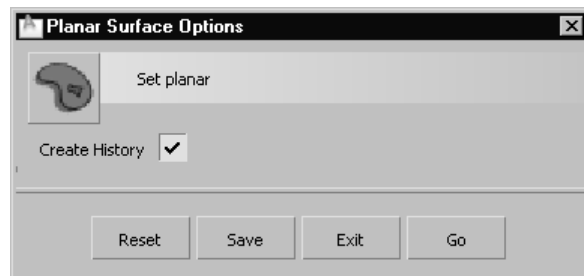 Planar Surface Options
Set planar
Create History
Reset Save Exit Go